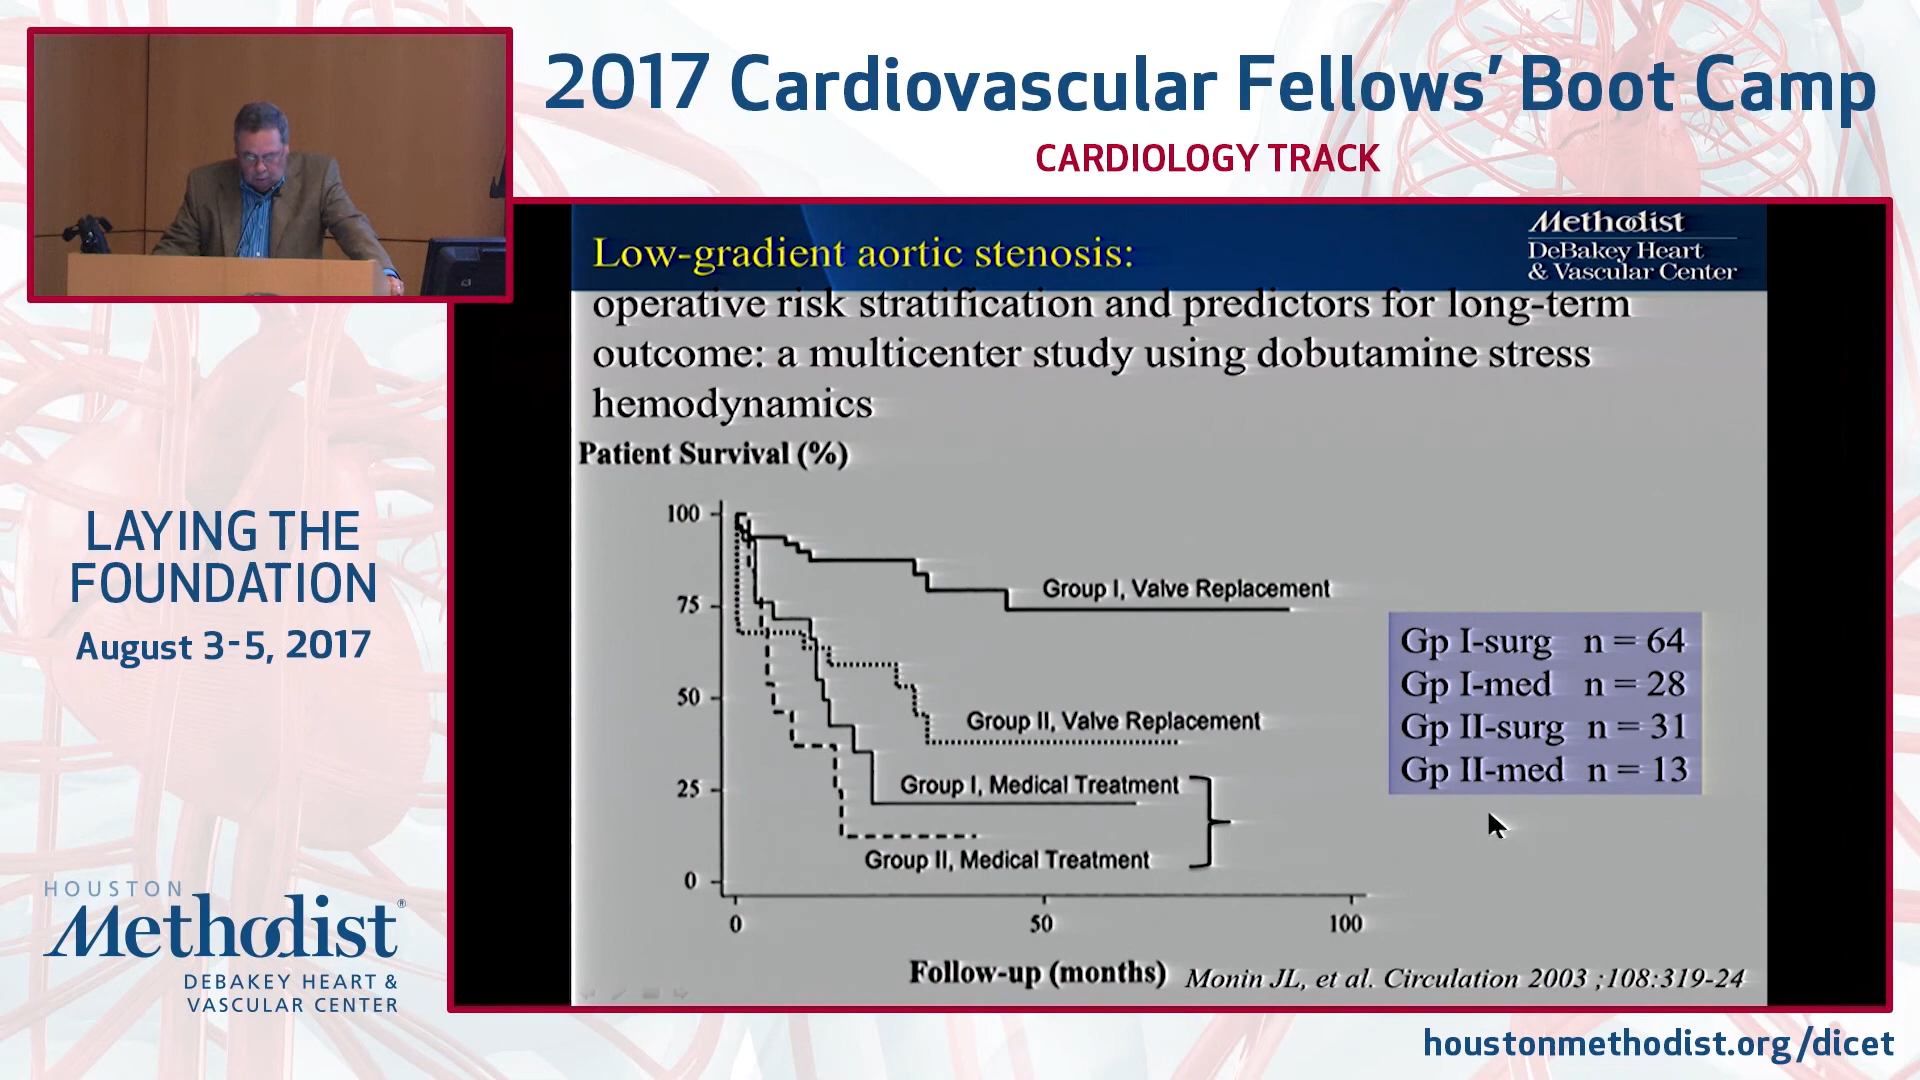 2017 Cardiovascular Fellows' Boot Camp
CARDIOLOGY TRACK
Methodist
DeBakey Heart
& Vascular Center
Low-gradient aortic stenosis:
operative risk stratification and predictors for long-term
outcome: a multicenter study using dobutamine stress
hemodynamics
Patient Survival (%)
100
75
50
25
0
Group I, Valve Replacement
Group II, Valve Replacement
Group I, Medical Treatment
Group II, Medical Treatment
Gp I-surg n = 64
Gp I-med n = 28
Gp II-surg n = 31
Gp II-med n = 13
0 50 100
Follow-up (months)
Monin JL, et al. Circulation 2003 ;108:319-24
LAYING THE
FOUNDATION
August 3-5, 2017
HOUSTON
Methodist®
DEBAKEY HEART &
VASCULAR CENTER
houstonmethodist.org/dicet